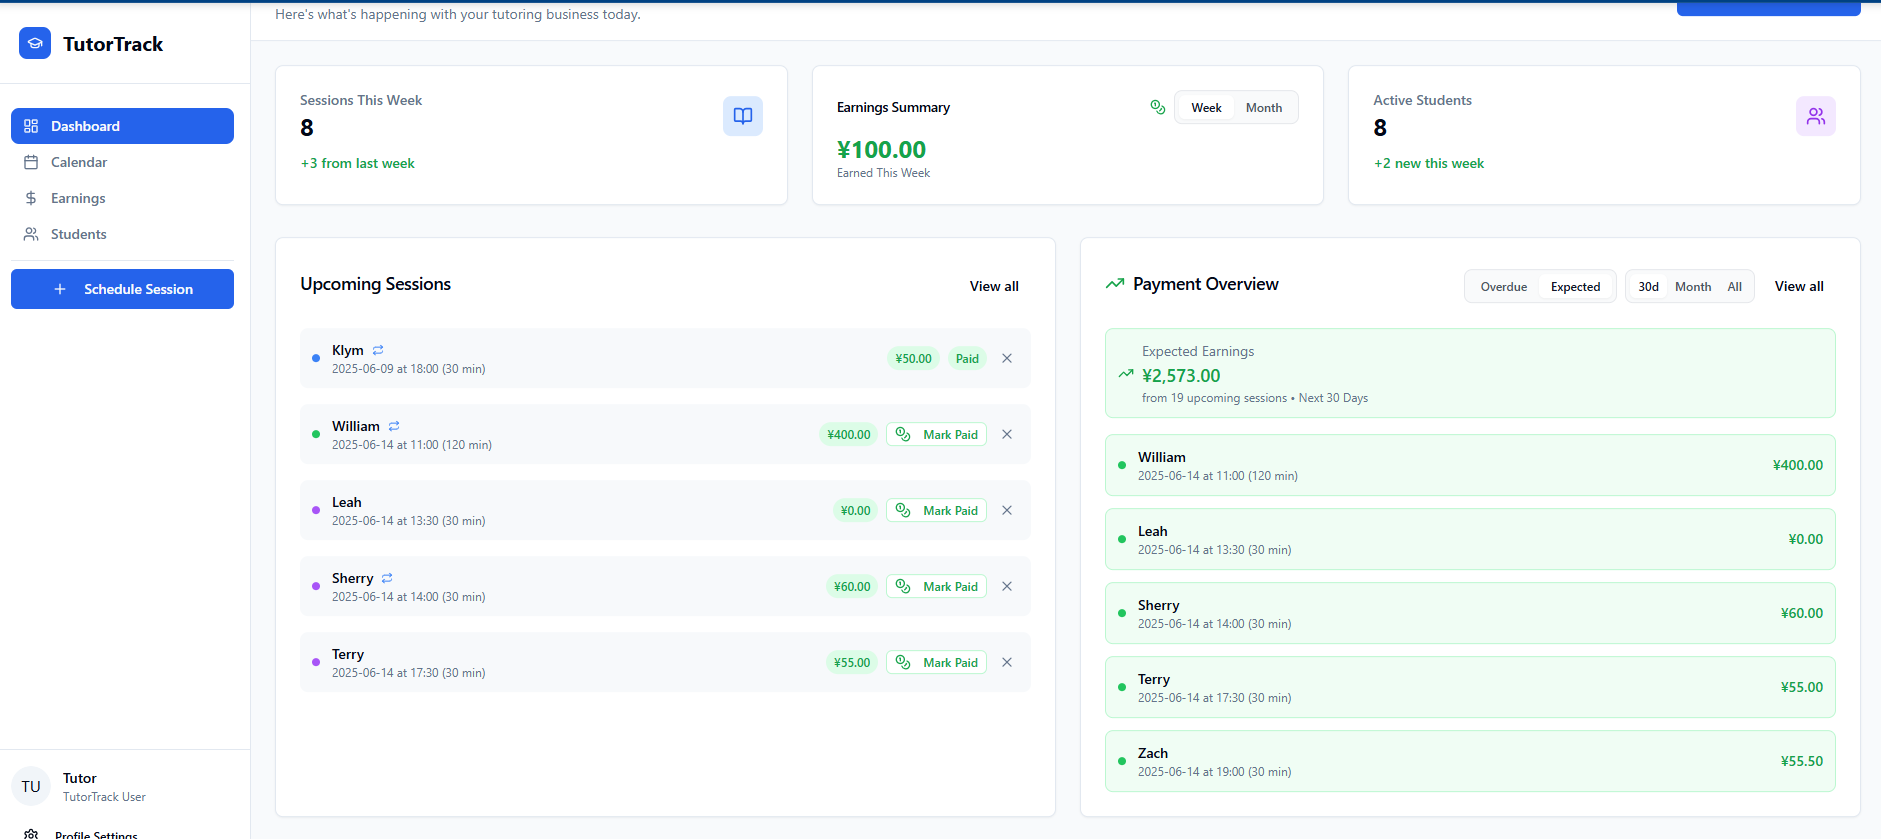 Here's what's happening with your tutoring business today.
TutorTrack
Dashboard
Calendar
Earnings
Students
Schedule Session
Sessions This Week
8
+3 from last week
Earnings Summary
Week Month
¥100.00
Earned This Week
Active Students
8
+2 new this week
Upcoming Sessions
View all
Klym
2025-06-09 at 18:00 (30 min)
¥50.00 Paid
William
2025-06-14 at 11:00 (120 min)
¥400.00 Mark Paid
Leah
2025-06-14 at 13:30 (30 min)
¥0.00 Mark Paid
Sherry
2025-06-14 at 14:00 (30 min)
¥60.00 Mark Paid
Terry
2025-06-14 at 17:30 (30 min)
¥55.00 Mark Paid
Payment Overview
Overdue Expected
30d Month All
View all
Expected Earnings
¥2,573.00
from 19 upcoming sessions • Next 30 Days
William
2025-06-14 at 11:00 (120 min)
¥400.00
Leah
2025-06-14 at 13:30 (30 min)
¥0.00
Sherry
2025-06-14 at 14:00 (30 min)
¥60.00
Terry
2025-06-14 at 17:30 (30 min)
¥55.00
Zach
2025-06-14 at 19:00 (30 min)
¥55.50
TU
Tutor
TutorTrack User
Profile Settings